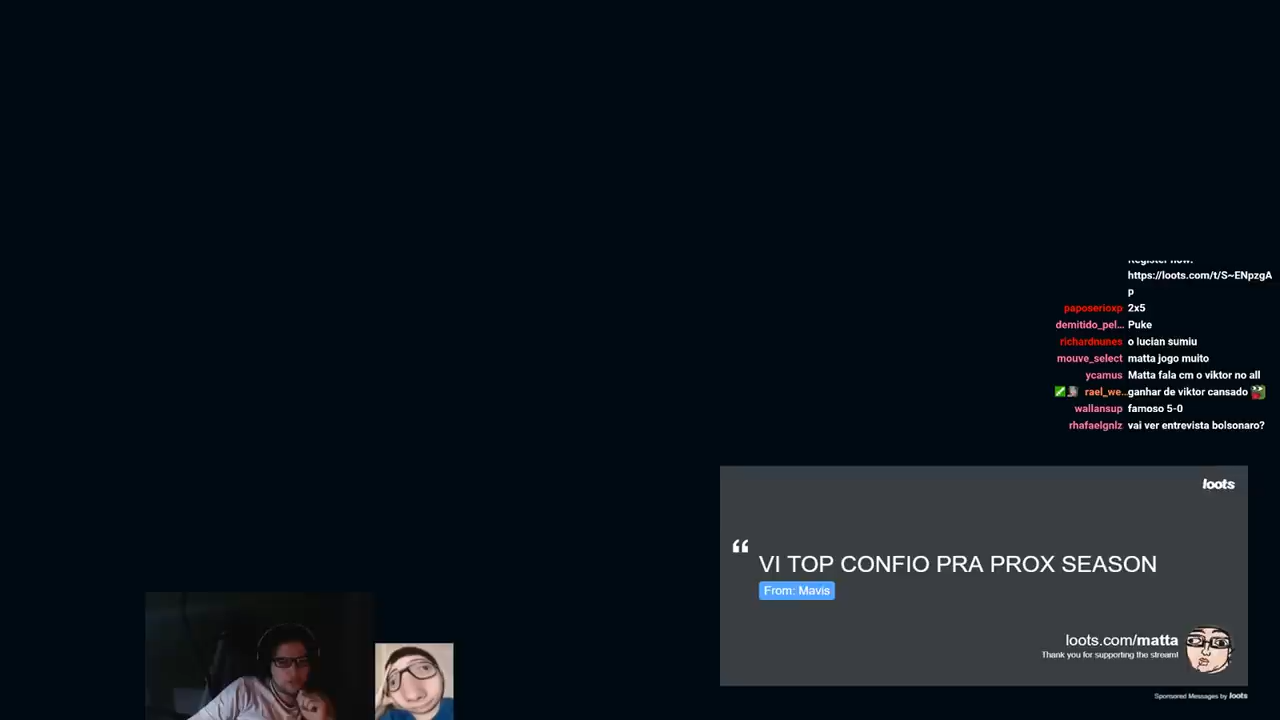 Register now:
https://loots.com/t/S~ENpzgA
p
paposerioxp 2x5
demitido_pel... Puke
richardnunes o lucian sumiu
mouve_select matta jogo muito
ycamus Matta fala cm o viktor no all
rael_we... ganhar de viktor cansado
wallansup famoso 5-0
rhafaelgnlz vai ver entrevista bolsonaro?
loots
“ VI TOP CONFIO PRA PROX SEASON
From: Mavis
loots.com/matta
Thank you for supporting the stream!
Sponsored Messages by loots